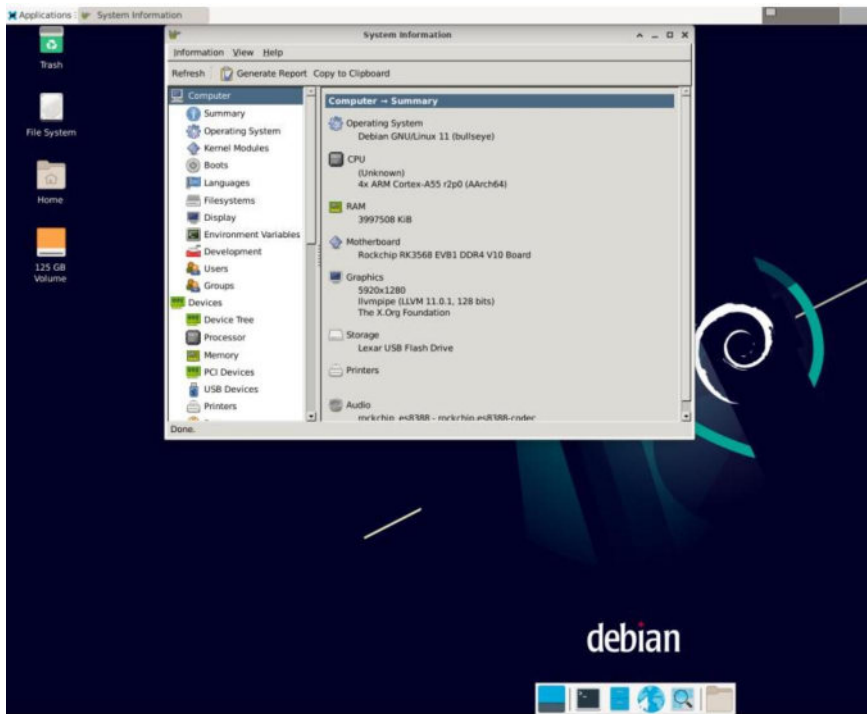 Applications
System Information
Trash
File System
Home
125 GB
Volume
System Information
Information View Help
Refresh Generate Report Copy to Clipboard
Computer
Summary
Operating System
Kernel Modules
Boots
Languages
Filesystems
Display
Environment Variables
Development
Users
Groups
Devices
Device Tree
Processor
Memory
PCI Devices
USB Devices
Printers
Computer → Summary
Operating System
Debian GNU/Linux 11 (bullseye)
CPU
(Unknown)
4x ARM Cortex-A55 r2p0 (AArch64)
RAM
3997508 KiB
Motherboard
Rockchip RK3568 EVB1 DDR4 V10 Board
Graphics
5920x1280
llvmpipe (LLVM 11.0.1, 128 bits)
The X.Org Foundation
Storage
Lexar USB Flash Drive
Printers
Audio
rockchip_es8388 - rockchip,es8388-codec
Done.
debian